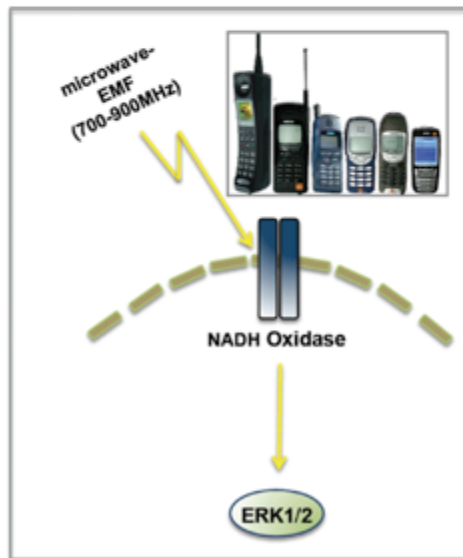 microwave-
EMF
(700-900MHz)
NADH Oxidase
ERK1/2